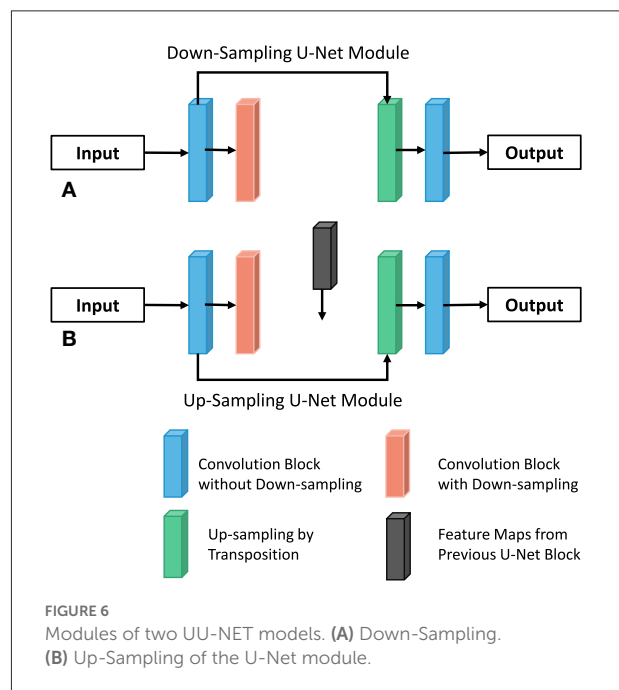 Down-Sampling U-Net Module
Input
Output
A
Input
Output
B
Up-Sampling U-Net Module
Convolution Block
without Down-sampling
Convolution Block
with Down-sampling
Up-sampling by
Transposition
Feature Maps from
Previous U-Net Block
FIGURE 6
Modules of two UU-NET models. (A) Down-Sampling.
(B) Up-Sampling of the U-Net module.